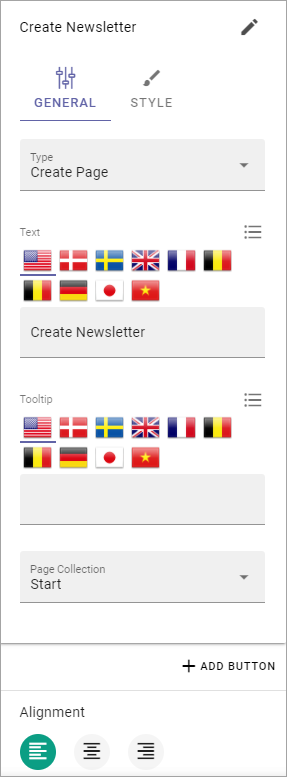 Create Newsletter
GENERAL
STYLE
Type
Create Page
Text
Create Newsletter
Tooltip
Page Collection
Start
ADD BUTTON
Alignment